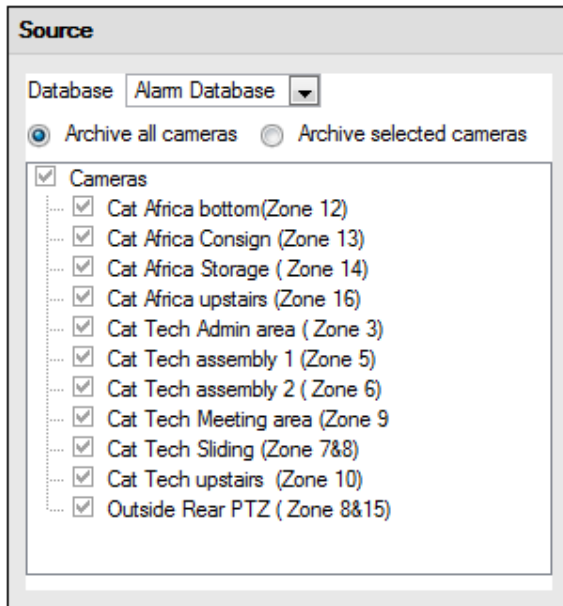 Source
Database Alarm Database
Archive all cameras Archive selected cameras
Cameras
Cat Africa bottom(Zone 12)
Cat Africa Consign (Zone 13)
Cat Africa Storage ( Zone 14)
Cat Africa upstairs (Zone 16)
Cat Tech Admin area ( Zone 3)
Cat Tech assembly 1 (Zone 5)
Cat Tech assembly 2 ( Zone 6)
Cat Tech Meeting area (Zone 9
Cat Tech Sliding (Zone 7&8)
Cat Tech upstairs  (Zone 10)
Outside Rear PTZ ( Zone 8&15)